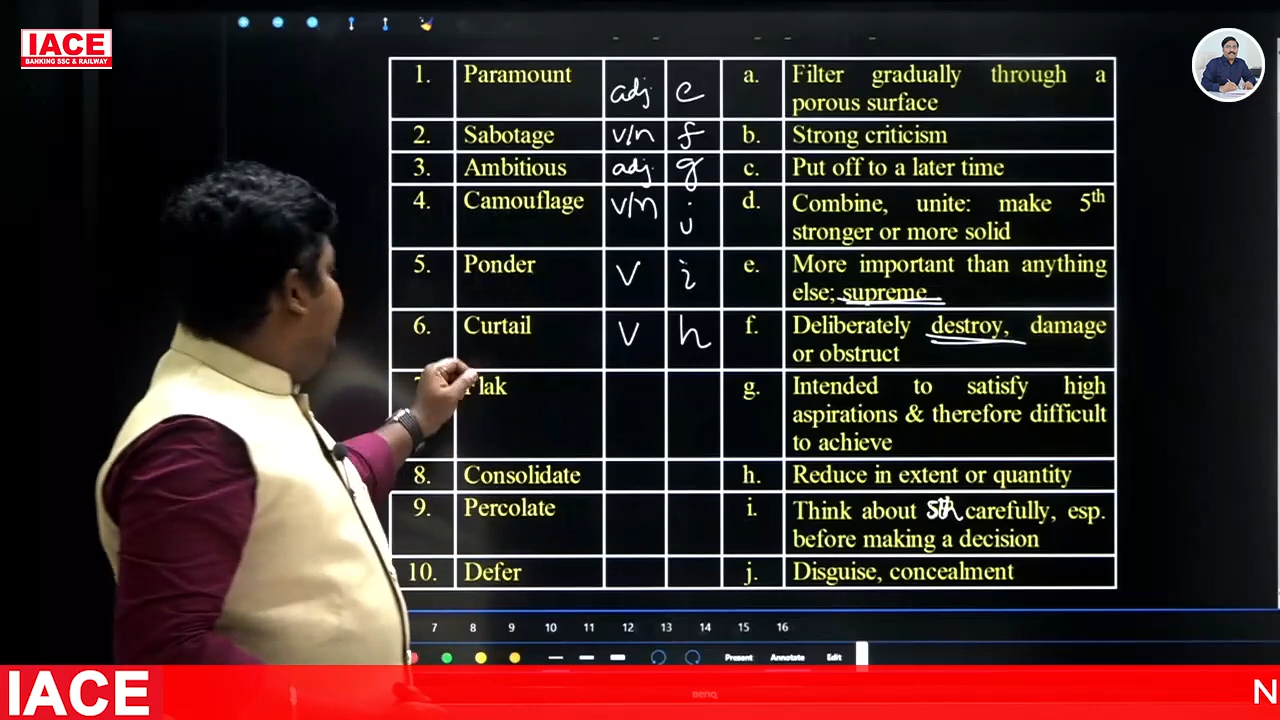 IACE
BANKING SSC & RAILWAY
1. Paramount adj e a. Filter gradually through a
porous surface
2. Sabotage v/n f b. Strong criticism
3. Ambitious adj. g c. Put off to a later time
4. Camouflage v/n j d. Combine, unite: make 5th
stronger or more solid
5. Ponder v i e. More important than anything
else; supreme.
6. Curtail v h f. Deliberately destroy, damage
or obstruct
lak g. Intended to satisfy high
aspirations & therefore difficult
to achieve
8. Consolidate h. Reduce in extent or quantity
9. Percolate i. Think about 5th carefully, esp.
before making a decision
10. Defer j. Disguise, concealment
7 8 9 10 11 12 13 14 15 16
Present Annotate Edit
BenQ
IACE N